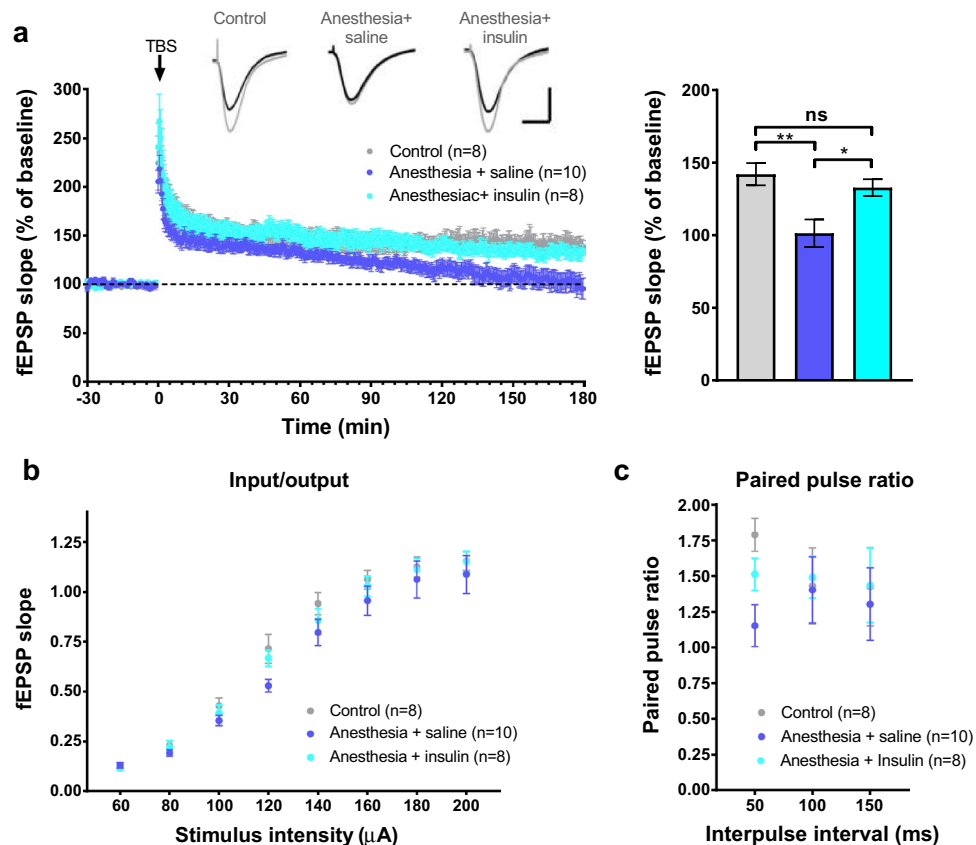 a
Control
Anesthesia+
saline
Anesthesia+
insulin
TBS
300
250
200
150
100
50
0
fEPSP slope (% of baseline)
-30 0 30 60 90 120 150 180
Time (min)
Control (n=8)
Anesthesia + saline (n=10)
Anesthesiac+ insulin (n=8)
200
150
100
50
0
fEPSP slope (% of baseline)
ns
**
*
b
Input/output
1.25
1.00
0.75
0.50
0.25
0.00
fEPSP slope
60 80 100 120 140 160 180 200
Stimulus intensity (μA)
Control (n=8)
Anesthesia + saline (n=10)
Anesthesia + insulin (n=8)
c
Paired pulse ratio
2.00
1.75
1.50
1.25
1.00
0.75
0.50
0.25
0.00
Paired pulse ratio
50 100 150
Interpulse interval (ms)
Control (n=8)
Anesthesia + saline (n=10)
Anesthesia + Insulin (n=8)